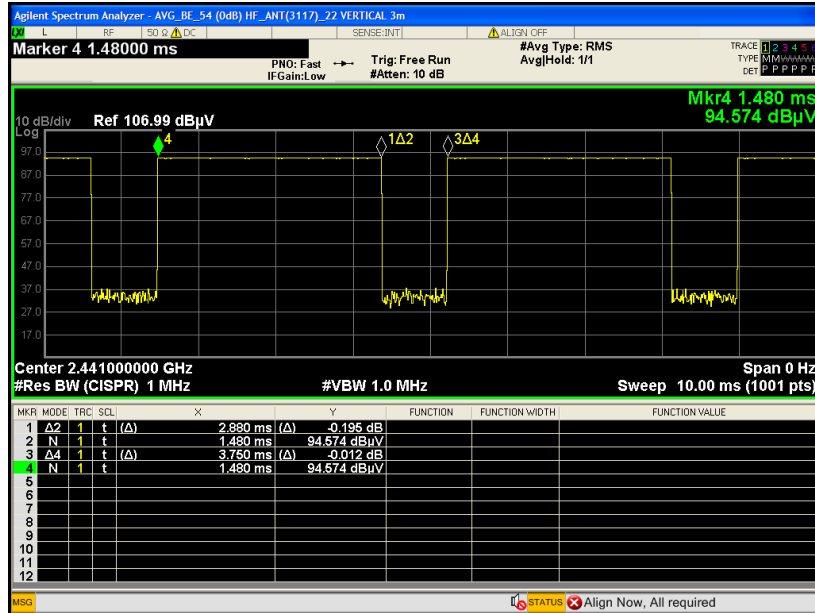 Agilent Spectrum Analyzer - AVG_BE_54 (0dB) HF_ANT(3117)_22 VERTICAL 3m
LXI L RF 50 Ω DC SENSE:INT ALIGN OFF
Marker 4 1.48000 ms
PNO: Fast
IFGain:Low
Trig: Free Run
#Atten: 10 dB
#Avg Type: RMS
Avg|Hold: 1/1
TRACE 1 2 3 4 5 6
TYPE MMWWWW
DET P P P P P P
Mkr4 1.480 ms
94.574 dBµV
10 dB/div Ref 106.99 dBµV
Log
97.0
87.0
77.0
67.0
57.0
47.0
37.0
27.0
17.0
4
1Δ2
3Δ4
Center 2.441000000 GHz
Span 0 Hz
#Res BW (CISPR) 1 MHz
#VBW 1.0 MHz
Sweep 10.00 ms (1001 pts)
MKR MODE TRC SCL X Y FUNCTION FUNCTION WIDTH FUNCTION VALUE
1 Δ2 1 t (Δ) 2.880 ms (Δ) -0.195 dB
2 N 1 t 1.480 ms 94.574 dBµV
3 Δ4 1 t (Δ) 3.750 ms (Δ) -0.012 dB
4 N 1 t 1.480 ms 94.574 dBµV
5
6
7
8
9
10
11
12
MSG
STATUS
Align Now, All required